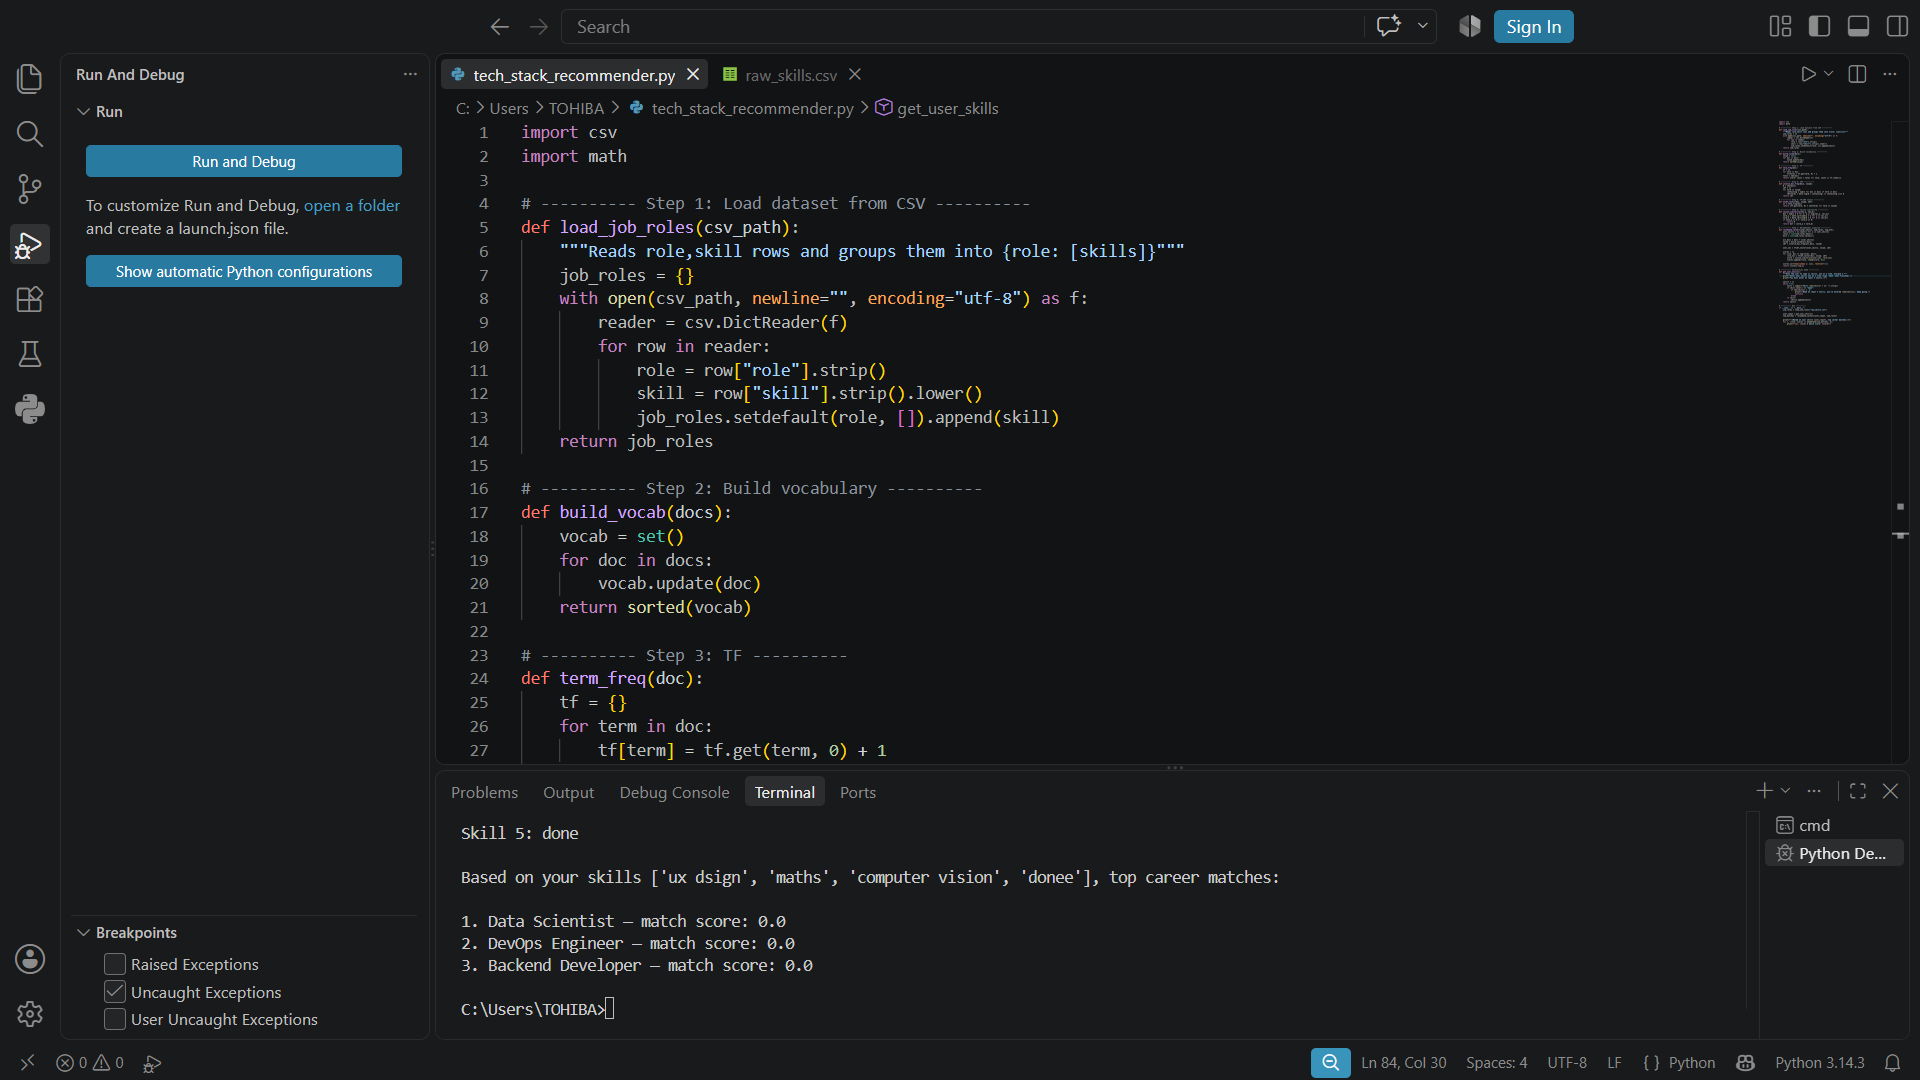 Search
Sign In
Run And Debug
Run
Run and Debug
To customize Run and Debug, open a folder
and create a launch.json file.
Show automatic Python configurations
Breakpoints
Raised Exceptions
Uncaught Exceptions
User Uncaught Exceptions
tech_stack_recommender.py
raw_skills.csv
C: > Users > TOHIBA > tech_stack_recommender.py > get_user_skills
1 import csv
2 import math
3
4 # ---------- Step 1: Load dataset from CSV ----------
5 def load_job_roles(csv_path):
6     """Reads role,skill rows and groups them into {role: [skills]}"""
7     job_roles = {}
8     with open(csv_path, newline="", encoding="utf-8") as f:
9         reader = csv.DictReader(f)
10         for row in reader:
11             role = row["role"].strip()
12             skill = row["skill"].strip().lower()
13             job_roles.setdefault(role, []).append(skill)
14     return job_roles
15
16 # ---------- Step 2: Build vocabulary ----------
17 def build_vocab(docs):
18     vocab = set()
19     for doc in docs:
20         vocab.update(doc)
21     return sorted(vocab)
22
23 # ---------- Step 3: TF ----------
24 def term_freq(doc):
25     tf = {}
26     for term in doc:
27         tf[term] = tf.get(term, 0) + 1
Problems Output Debug Console Terminal Ports
Skill 5: done
Based on your skills ['ux dsign', 'maths', 'computer vision', 'donee'], top career matches:
1. Data Scientist — match score: 0.0
2. DevOps Engineer — match score: 0.0
3. Backend Developer — match score: 0.0
C:\Users\TOHIBA>
cmd
Python De...
0 0
Ln 84, Col 30 Spaces: 4 UTF-8 LF { } Python Python 3.14.3